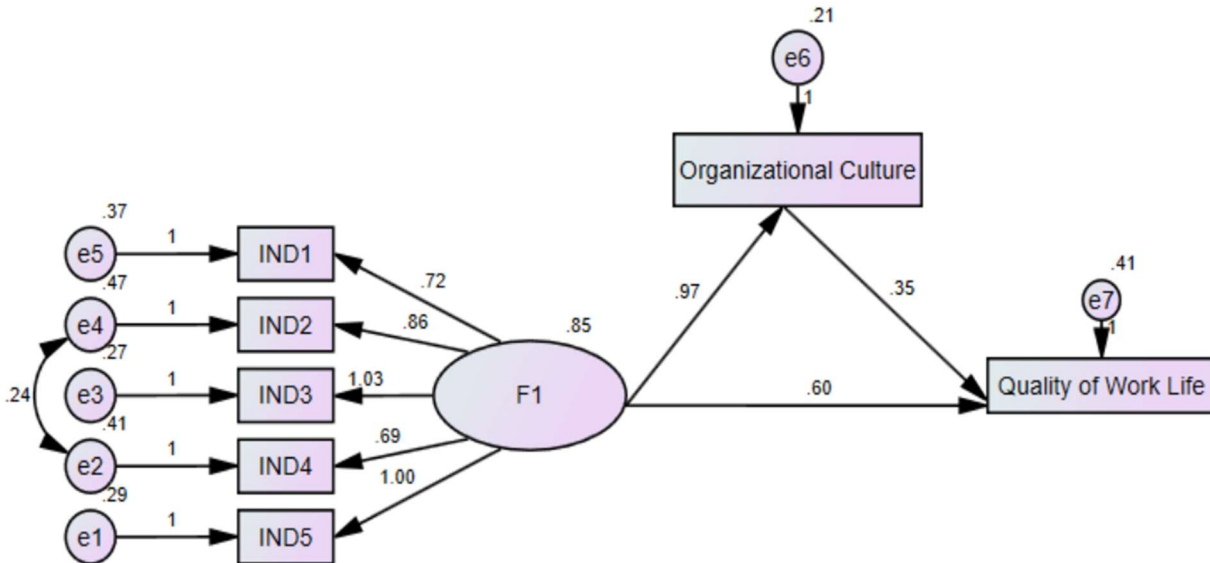 .21
e6
1
Organizational Culture
.37
e5
1
IND1
.72
.97
.35
.41
e7
1
.47
e4
1
IND2
.86
.85
.27
e3
1
IND3
1.03
F1
.60
Quality of Work Life
.24
.41
e2
1
IND4
.69
.29
e1
1
IND5
1.00